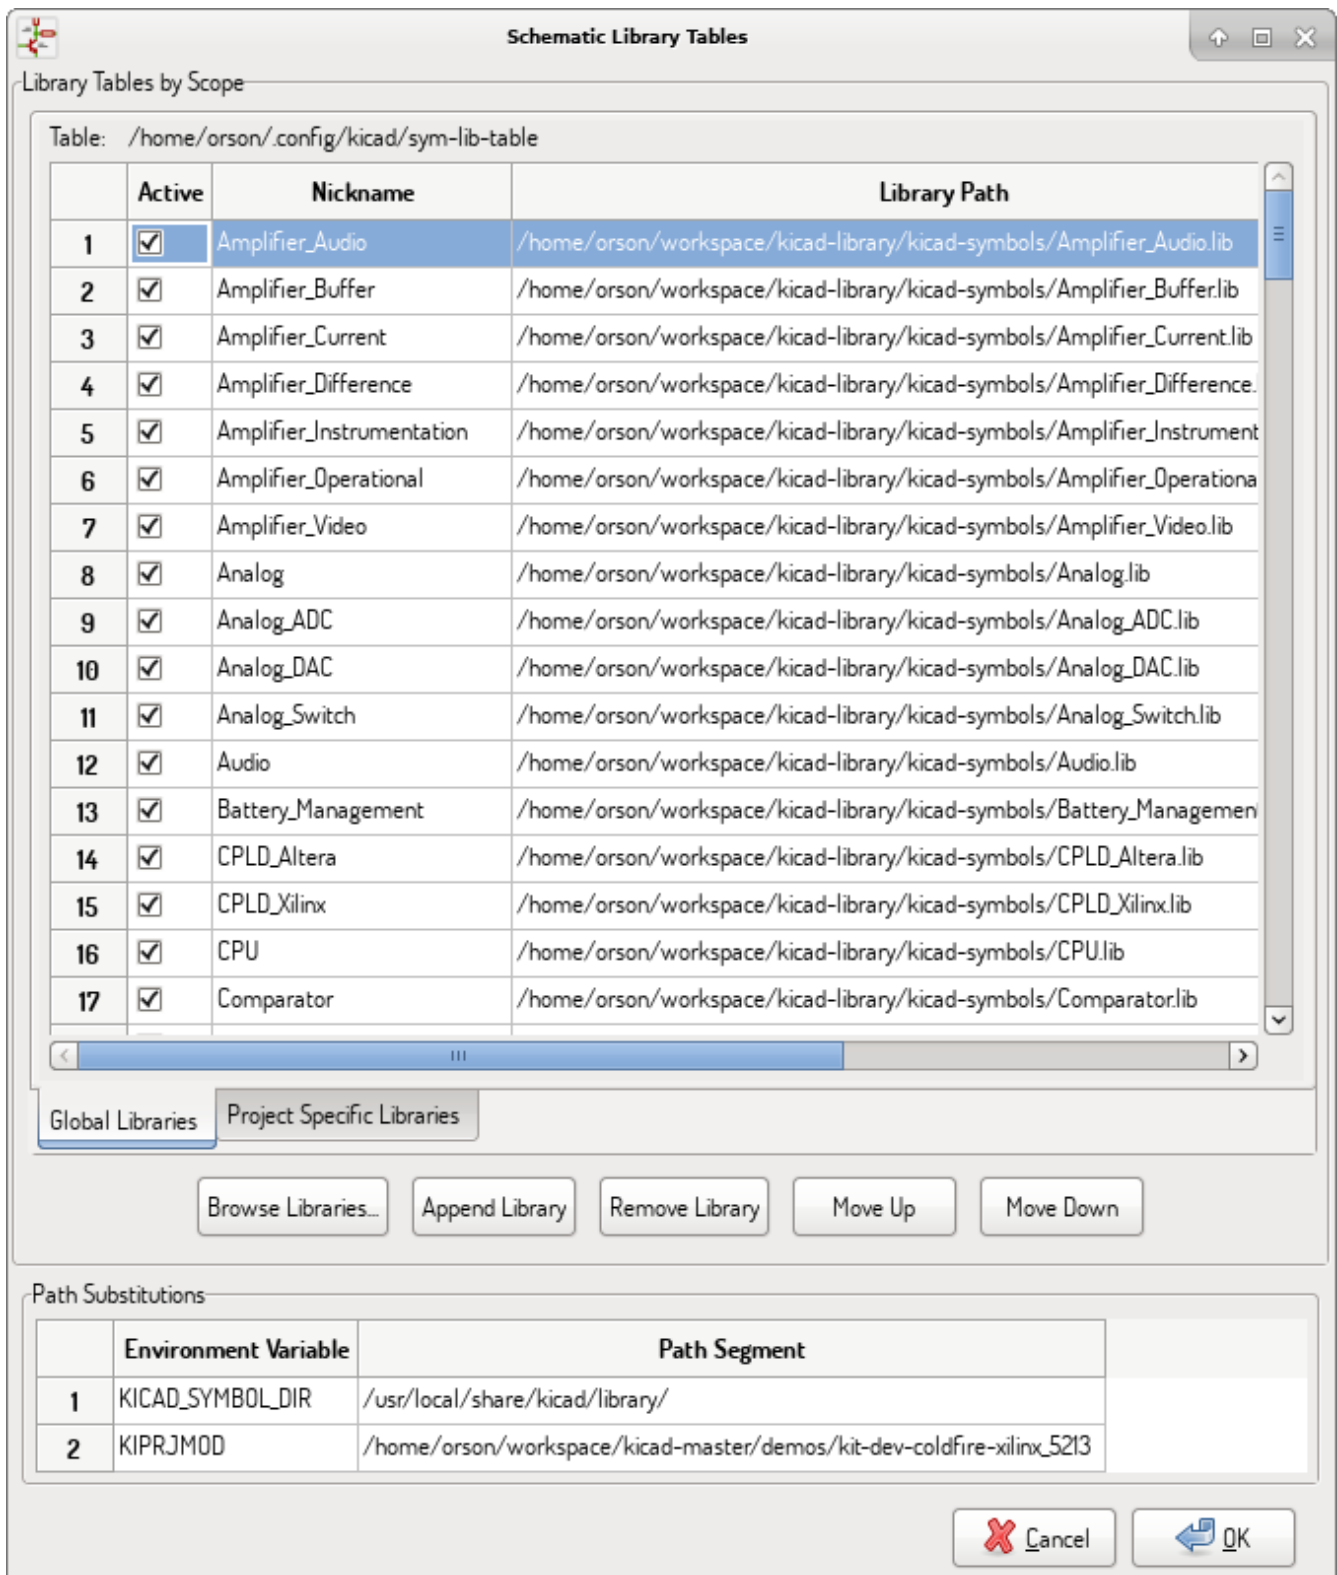 Schematic Library Tables
Library Tables by Scope
Table: /home/orson/.config/kicad/sym-lib-table
Active Nickname Library Path
1 Amplifier_Audio /home/orson/workspace/kicad-library/kicad-symbols/Amplifier_Audio.lib
2 Amplifier_Buffer /home/orson/workspace/kicad-library/kicad-symbols/Amplifier_Buffer.lib
3 Amplifier_Current /home/orson/workspace/kicad-library/kicad-symbols/Amplifier_Current.lib
4 Amplifier_Difference /home/orson/workspace/kicad-library/kicad-symbols/Amplifier_Difference.l
5 Amplifier_Instrumentation /home/orson/workspace/kicad-library/kicad-symbols/Amplifier_Instrument
6 Amplifier_Operational /home/orson/workspace/kicad-library/kicad-symbols/Amplifier_Operationa
7 Amplifier_Video /home/orson/workspace/kicad-library/kicad-symbols/Amplifier_Video.lib
8 Analog /home/orson/workspace/kicad-library/kicad-symbols/Analog.lib
9 Analog_ADC /home/orson/workspace/kicad-library/kicad-symbols/Analog_ADC.lib
10 Analog_DAC /home/orson/workspace/kicad-library/kicad-symbols/Analog_DAC.lib
11 Analog_Switch /home/orson/workspace/kicad-library/kicad-symbols/Analog_Switch.lib
12 Audio /home/orson/workspace/kicad-library/kicad-symbols/Audio.lib
13 Battery_Management /home/orson/workspace/kicad-library/kicad-symbols/Battery_Management
14 CPLD_Altera /home/orson/workspace/kicad-library/kicad-symbols/CPLD_Altera.lib
15 CPLD_Xilinx /home/orson/workspace/kicad-library/kicad-symbols/CPLD_Xilinx.lib
16 CPU /home/orson/workspace/kicad-library/kicad-symbols/CPU.lib
17 Comparator /home/orson/workspace/kicad-library/kicad-symbols/Comparator.lib
Global Libraries Project Specific Libraries
Browse Libraries... Append Library Remove Library Move Up Move Down
Path Substitutions
Environment Variable Path Segment
1 KICAD_SYMBOL_DIR /usr/local/share/kicad/library/
2 KIPRJMOD /home/orson/workspace/kicad-master/demos/kit-dev-coldfire-xilinx_5213
Cancel OK